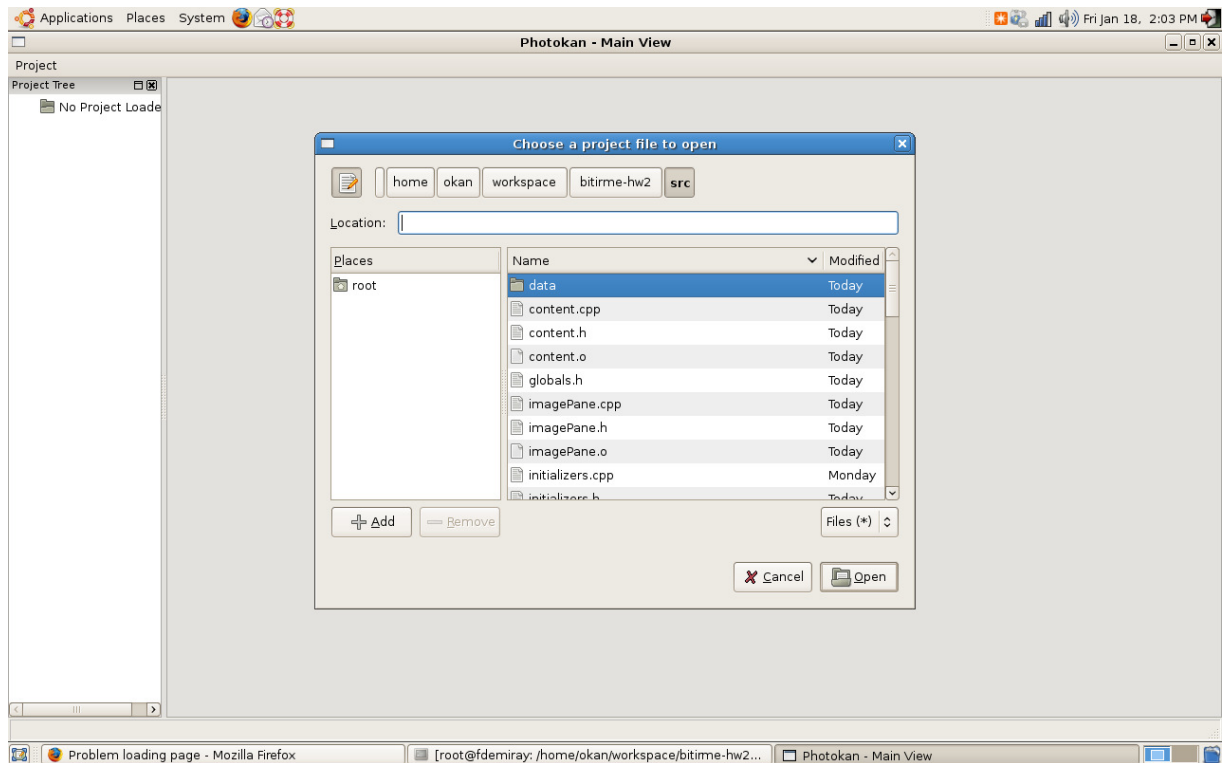 Applications Places System Fri Jan 18, 2:03 PM
Photokan - Main View
Project
Project Tree
No Project Loade
Choose a project file to open
home okan workspace bitirme-hw2 src
Location:
Places Name Modified
root data Today
content.cpp Today
content.h Today
content.o Today
globals.h Today
imagePane.cpp Today
imagePane.h Today
imagePane.o Today
initializers.cpp Monday
initializers.h Today
Add Remove Files (*)
Cancel Open
Problem loading page - Mozilla Firefox [root@fdemiray: /home/okan/workspace/bitirme-hw2... Photokan - Main View